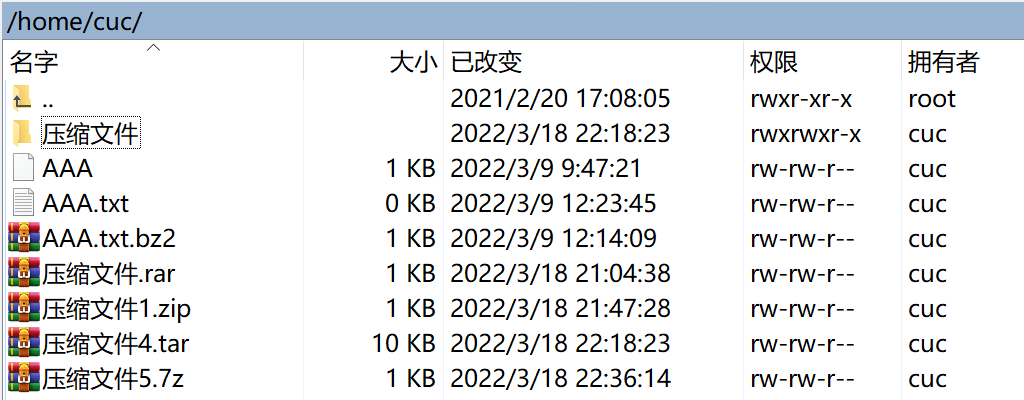 /home/cuc/
名字 大小 已改变 权限 拥有者
.. 2021/2/20 17:08:05 rwxr-xr-x root
压缩文件 2022/3/18 22:18:23 rwxrwxr-x cuc
AAA 1 KB 2022/3/9 9:47:21 rw-rw-r-- cuc
AAA.txt 0 KB 2022/3/9 12:23:45 rw-rw-r-- cuc
AAA.txt.bz2 1 KB 2022/3/9 12:14:09 rw-rw-r-- cuc
压缩文件.rar 1 KB 2022/3/18 21:04:38 rw-rw-r-- cuc
压缩文件1.zip 1 KB 2022/3/18 21:47:28 rw-rw-r-- cuc
压缩文件4.tar 10 KB 2022/3/18 22:18:23 rw-rw-r-- cuc
压缩文件5.7z 1 KB 2022/3/18 22:36:14 rw-rw-r-- cuc